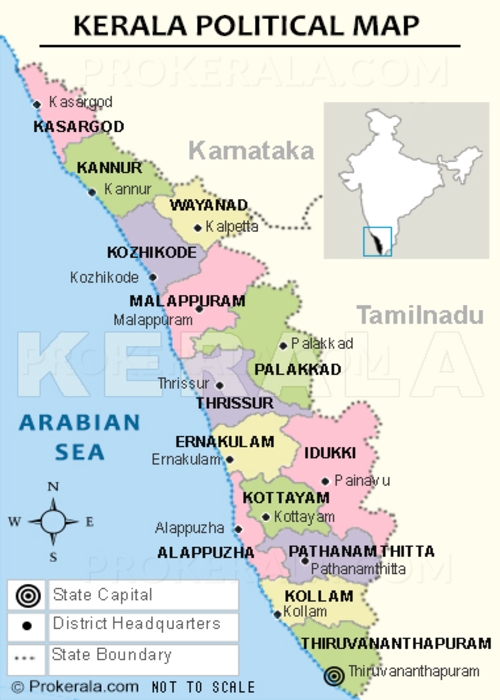 KERALA POLITICAL MAP
PROKERALA.COM
Kasargod
KASARGOD
Karnataka
KANNUR
Kannur
WAYANAD
Kalpetta
KOZHIKODE
Kozhikode
MALAPPURAM
Malappuram
Tamilnadu
Palakkad
KERALA
PALAKKAD
Thrissur
THRISSUR
ARABIAN
SEA
ERNAKULAM
Ernakulam
IDUKKI
Painavu
N
W E
S
KOTTAYAM
Kottayam
Alappuzha
ALAPPUZHA
PATHANAMTHITTA
Pathanamthitta
PROKERALA.COM
State Capital
District Headquarters
State Boundary
KOLLAM
Kollam
THIRUVANANTHAPURAM
Thiruvananthapuram
© Prokerala.com NOT TO SCALE